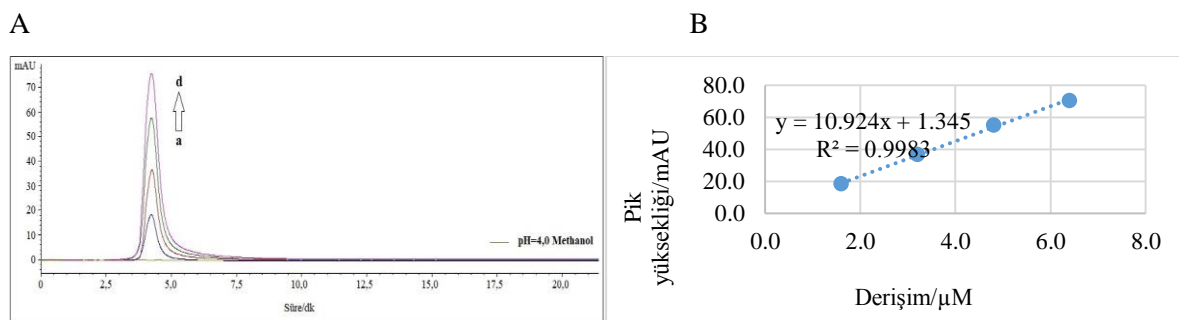 A
mAU
70
60
50
40
30
20
10
0
d
a
pH=4,0 Methanol
0 2,5 5,0 7,5 10,0 12,5 15,0 17,5 20,0
Süre/dk
B
Pik
yüksekliği/mAU
80.0
60.0
40.0
20.0
0.0
y = 10.924x + 1.345
R² = 0.9983
0.0 2.0 4.0 6.0 8.0
Derişim/µM